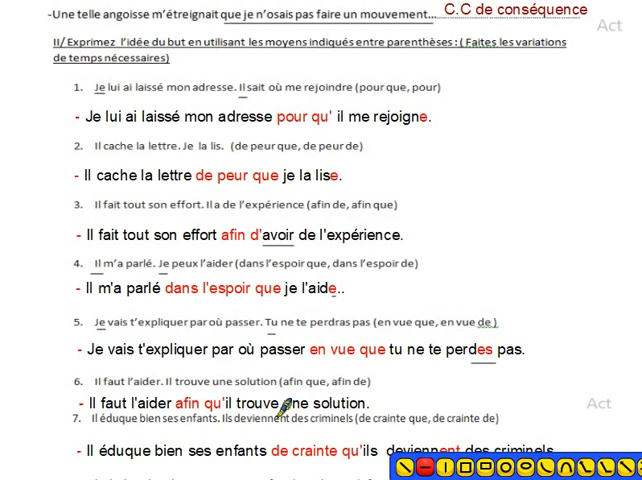 -Une telle angoisse m’étreignait que je n’osais pas faire un mouvement... C.C de conséquence
Act
II/ Exprimez l’idée du but en utilisant les moyens indiqués entre parenthèses : ( Faites les variations
de temps nécessaires)
1. Je lui ai laissé mon adresse. Il sait où me rejoindre (pour que, pour)
- Je lui ai laissé mon adresse pour qu' il me rejoigne.
2. Il cache la lettre. Je la lis. (de peur que, de peur de)
- Il cache la lettre de peur que je la lise.
3. Il fait tout son effort. Il a de l’expérience (afin de, afin que)
- Il fait tout son effort afin d'avoir de l'expérience.
4. Il m’a parlé. Je peux l’aider (dans l’espoir que, dans l’espoir de)
- Il m'a parlé dans l'espoir que je l'aide..
5. Je vais t’expliquer par où passer. Tu ne te perdras pas (en vue que, en vue de )
- Je vais t'expliquer par où passer en vue que tu ne te perdes pas.
6. Il faut l’aider. Il trouve une solution (afin que, afin de)
- Il faut l'aider afin qu'il trouve une solution.
Act
7. Il éduque bien ses enfants. Ils deviennent des criminels (de crainte que, de crainte de)
- Il éduque bien ses enfants de crainte qu'ils deviennent des criminels